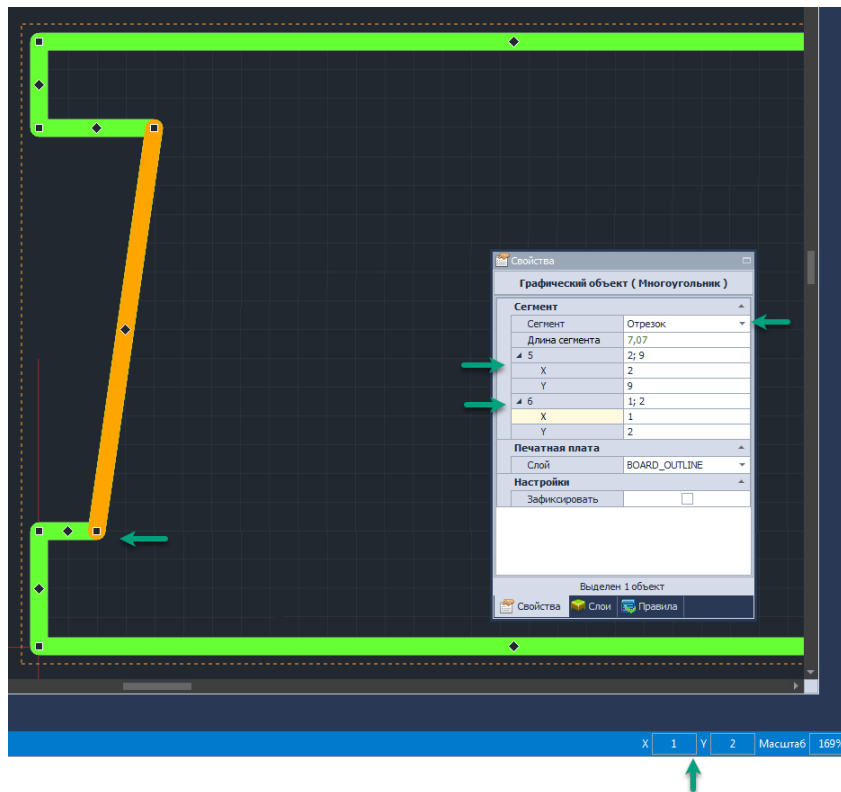 Свойства
Графический объект ( Многоугольник )
Сегмент
Сегмент Отрезок
Длина сегмента 7,07
5 2; 9
X 2
Y 9
6 1; 2
X 1
Y 2
Печатная плата
Слой BOARD_OUTLINE
Настройки
Зафиксировать
Выделен 1 объект
Свойства Слои Правила
X 1 Y 2 Масштаб 169%